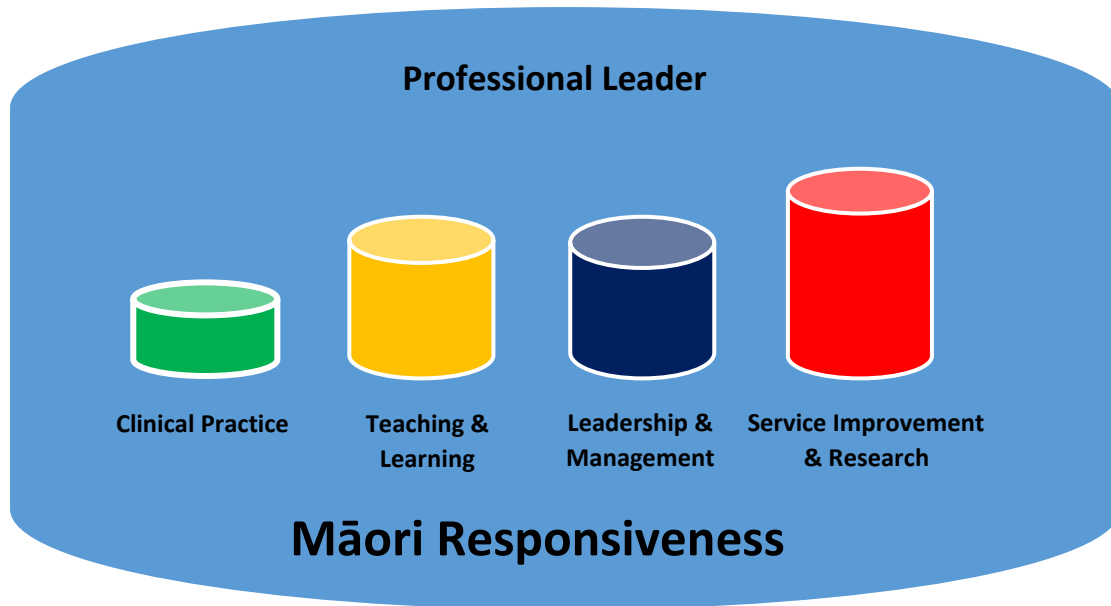 Professional Leader
Clinical Practice
Teaching &
Learning
Leadership &
Management
Service Improvement
& Research
Māori Responsiveness